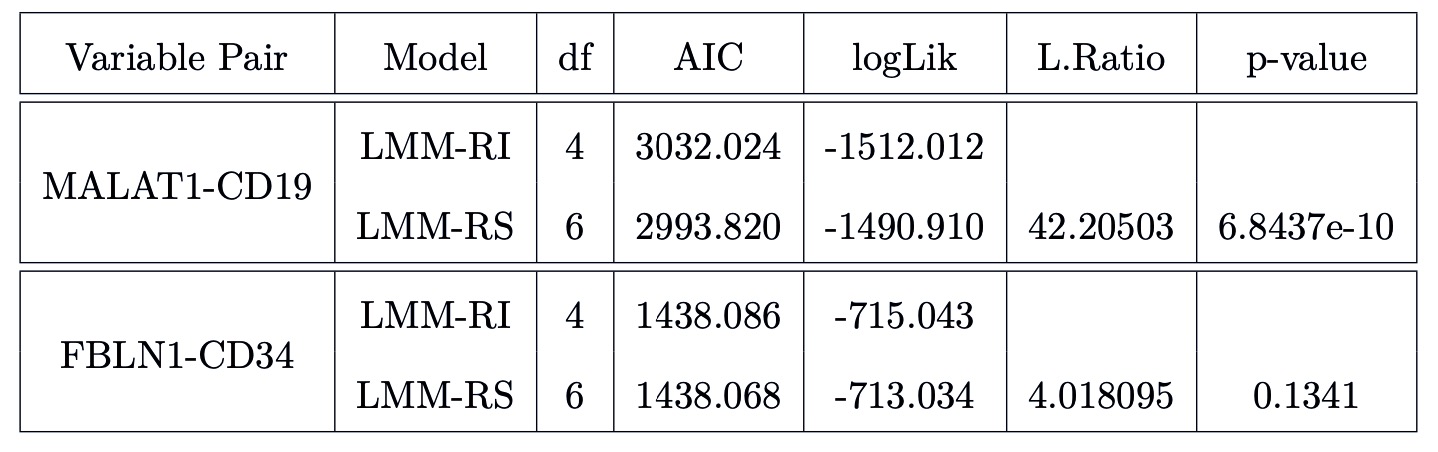 Variable Pair Model df AIC logLik L.Ratio p-value
LMM-RI 4 3032.024 -1512.012
MALAT1-CD19
LMM-RS 6 2993.820 -1490.910 42.20503 6.8437e-10
LMM-RI 4 1438.086 -715.043
FBLN1-CD34
LMM-RS 6 1438.068 -713.034 4.018095 0.1341